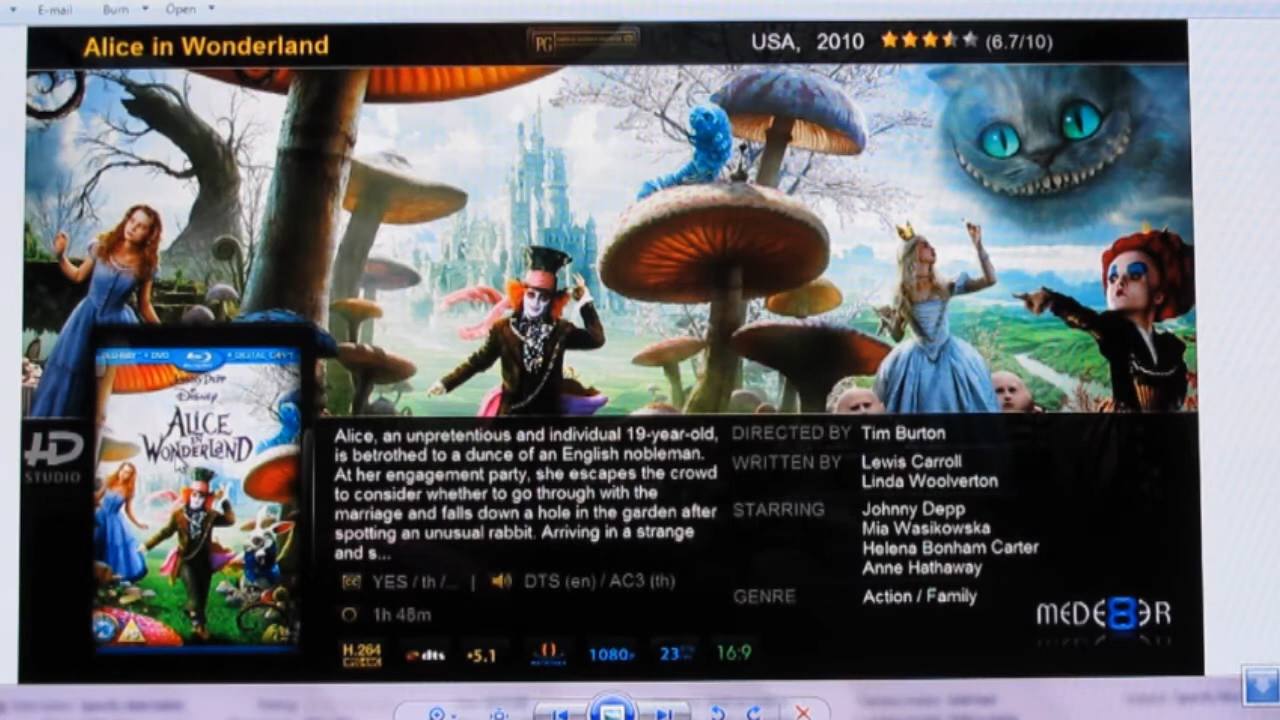 E-mail Burn Open
Alice in Wonderland
PG
USA, 2010 (6.7/10)
BLU-RAY + DVD + DIGITAL COPY
Johnny Depp
Disney
ALICE
IN
WONDERLAND
HD
STUDIO
Alice, an unpretentious and individual 19-year-old,
is betrothed to a dunce of an English nobleman.
At her engagement party, she escapes the crowd
to consider whether to go through with the
marriage and falls down a hole in the garden after
spotting an unusual rabbit. Arriving in a strange
and s...
YES / th /... | DTS (en) / AC3 (th)
1h 48m
DIRECTED BY Tim Burton
WRITTEN BY Lewis Carroll
Linda Woolverton
STARRING Johnny Depp
Mia Wasikowska
Helena Bonham Carter
Anne Hathaway
GENRE Action / Family
MEDE8ER
H.264
dts 5.1 1080p 23 16:9